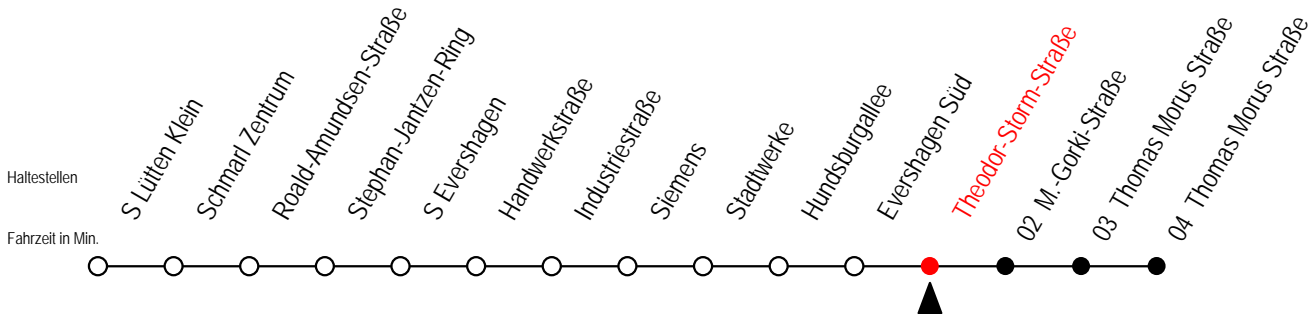 S Lütten Klein
Schmarl Zentrum
Roald-Amundsen-Straße
Stephan-Jantzen-Ring
S Evershagen
Handwerkstraße
Industriestraße
Siemens
Stadtwerke
Hundsburgallee
Evershagen Süd
Theodor-Storm-Straße
02 M.-Gorki-Straße
03 Thomas Morus Straße
04 Thomas Morus Straße
Haltestellen
Fahrzeit in Min.